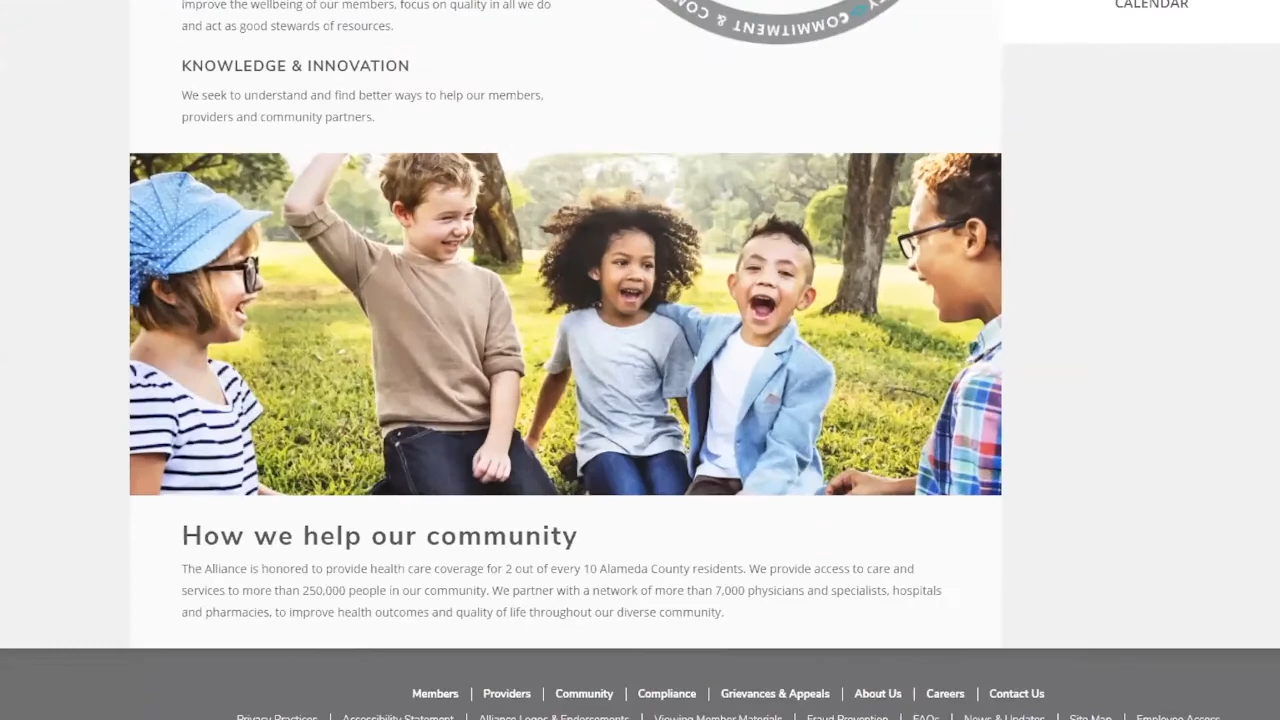 improve the wellbeing of our members, focus on quality in all we do
and act as good stewards of resources.
COMMITMENT &
CALENDAR
KNOWLEDGE & INNOVATION
We seek to understand and find better ways to help our members,
providers and community partners.
How we help our community
The Alliance is honored to provide health care coverage for 2 out of every 10 Alameda County residents. We provide access to care and
services to more than 250,000 people in our community. We partner with a network of more than 7,000 physicians and specialists, hospitals
and pharmacies, to improve health outcomes and quality of life throughout our diverse community.
Members | Providers | Community | Compliance | Grievances & Appeals | About Us | Careers | Contact Us
Privacy Practices | Accessibility Statement | Alliance Logos & Endorsements | Viewing Member Materials | Fraud Prevention | FAQs | News & Updates | Site Map | Employee Access